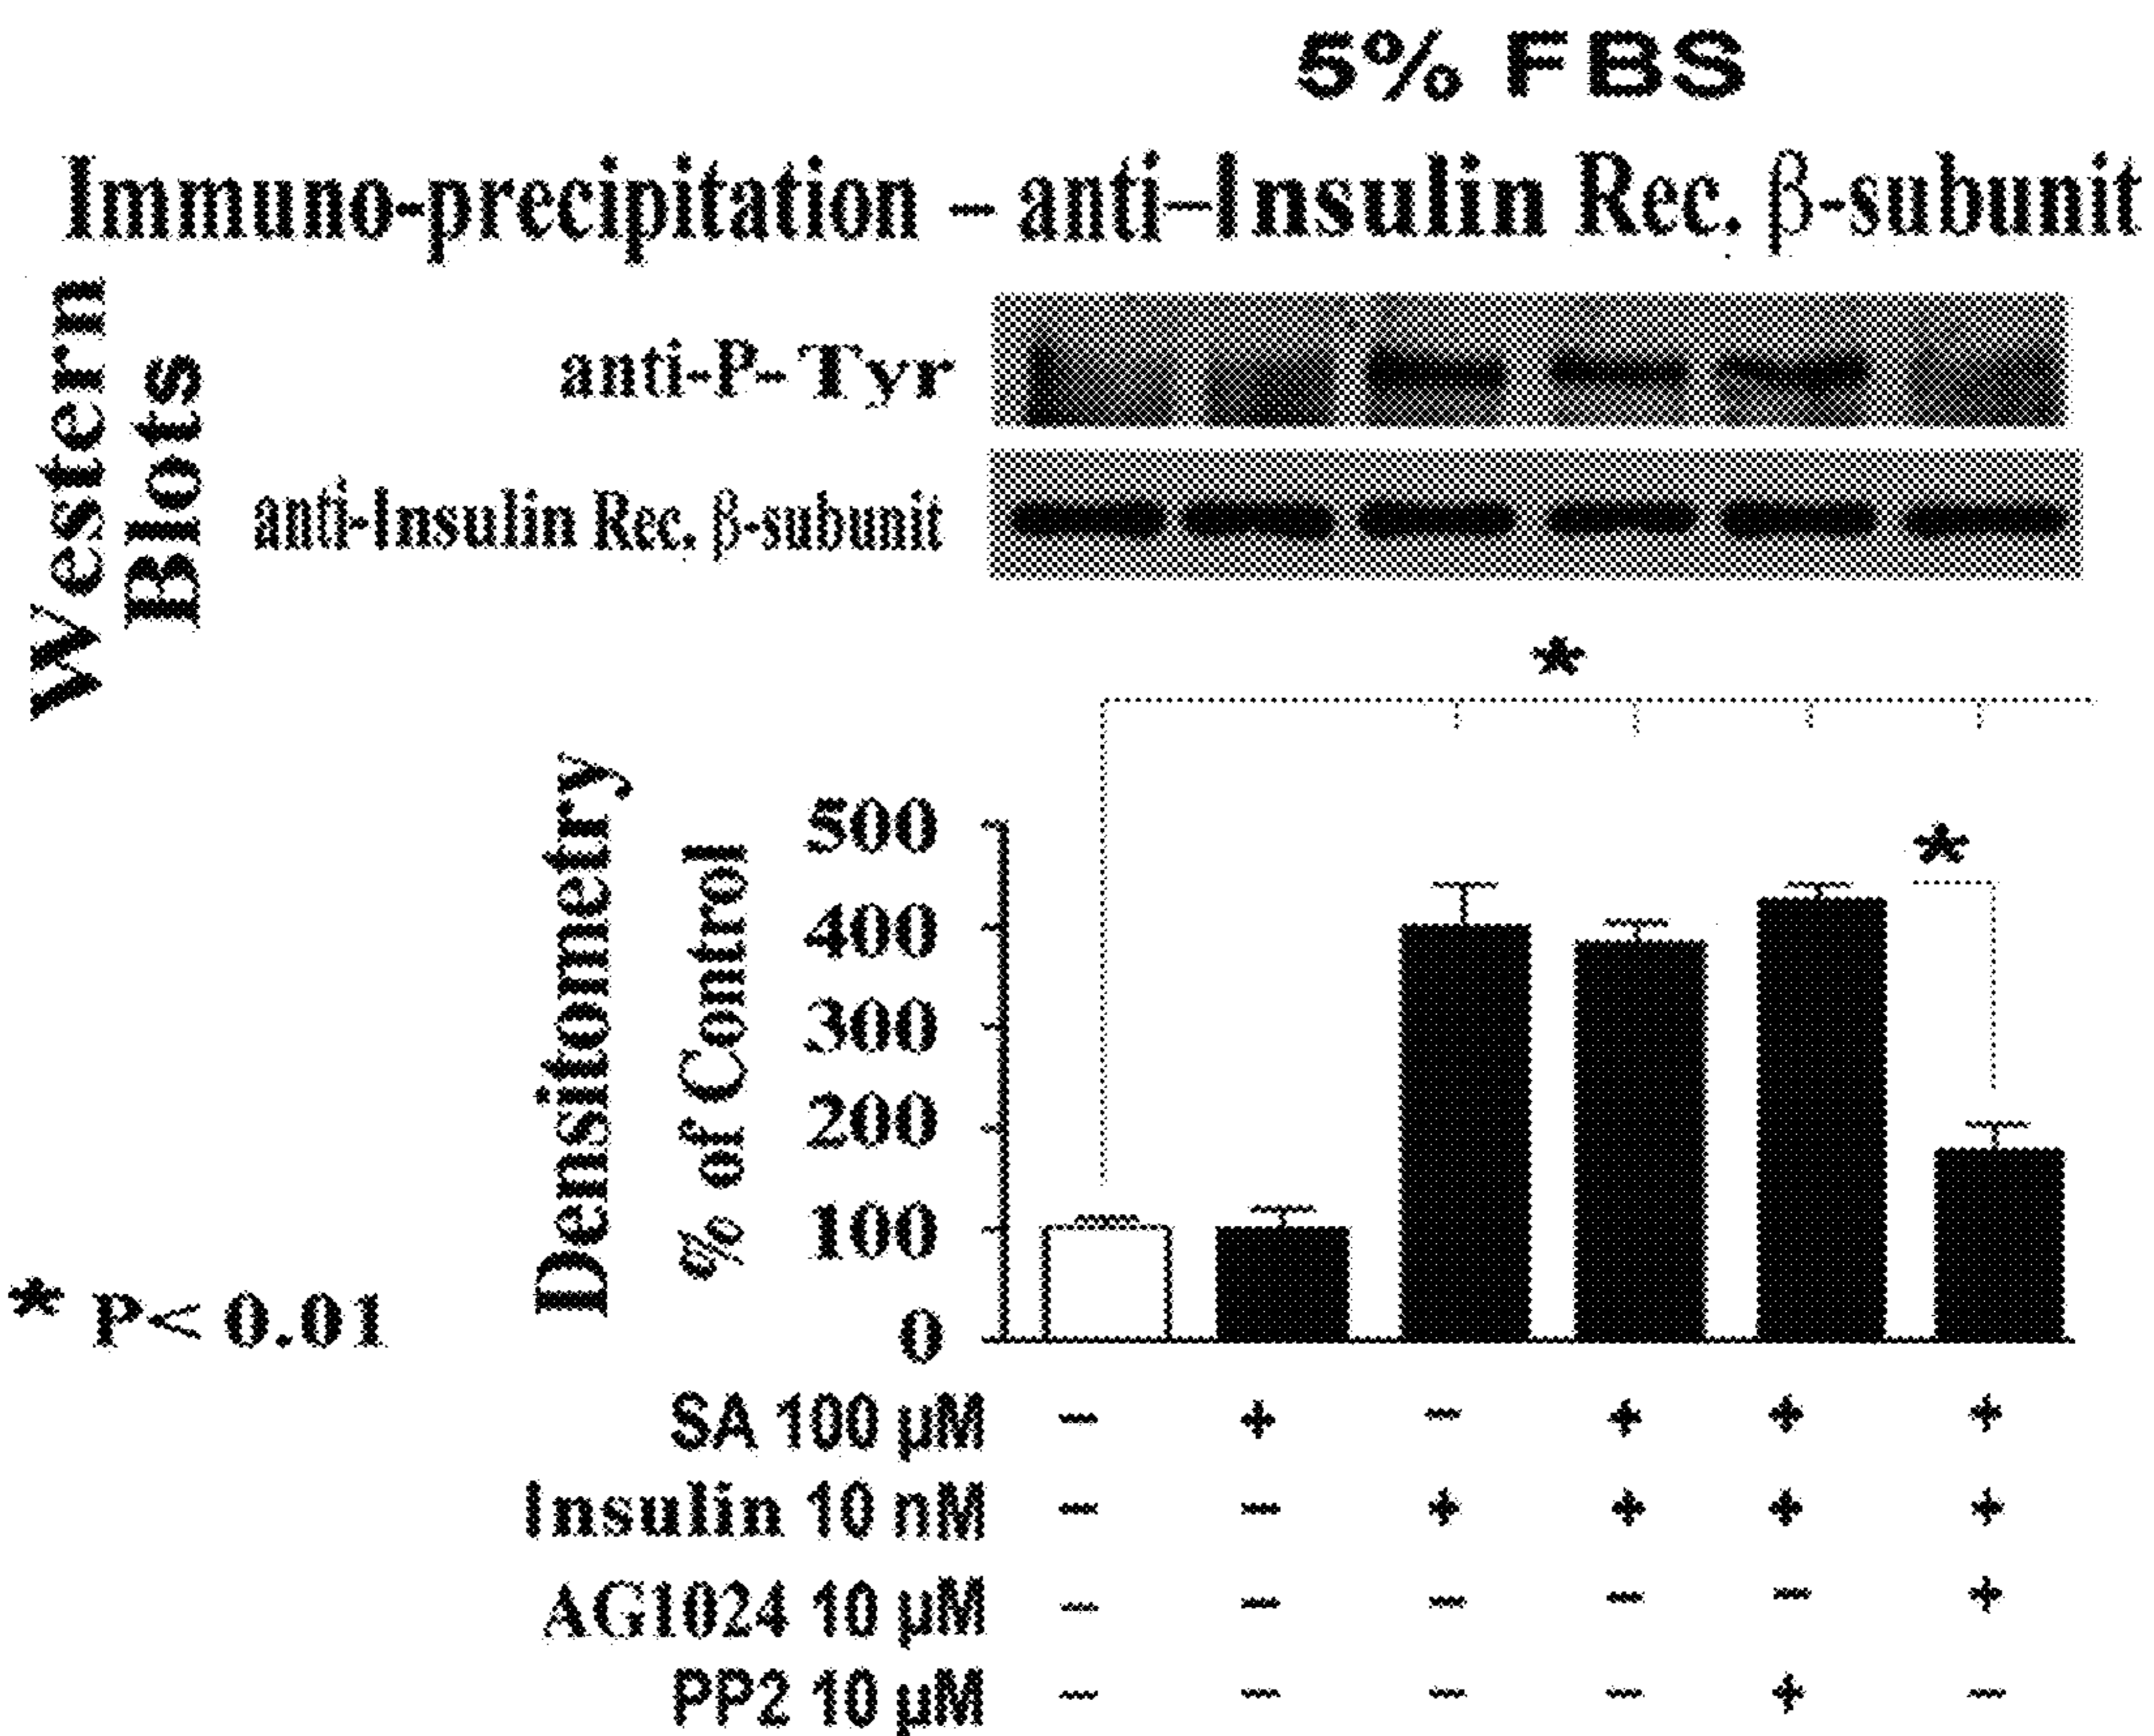 5% FBS
Immuno-precipitation - anti-Insulin Rec. β-subunit
Western
Blots
anti-P-Tyr
anti-Insulin Rec. β-subunit
*
Densitometry
% of Control
500
400
300
200
100
0
*
* P< 0.01
SA 100 µM - + - + + +
Insulin 10 nM - - + + + +
AG1024 10 µM - - - - - +
PP2 10 µM - - - - + -